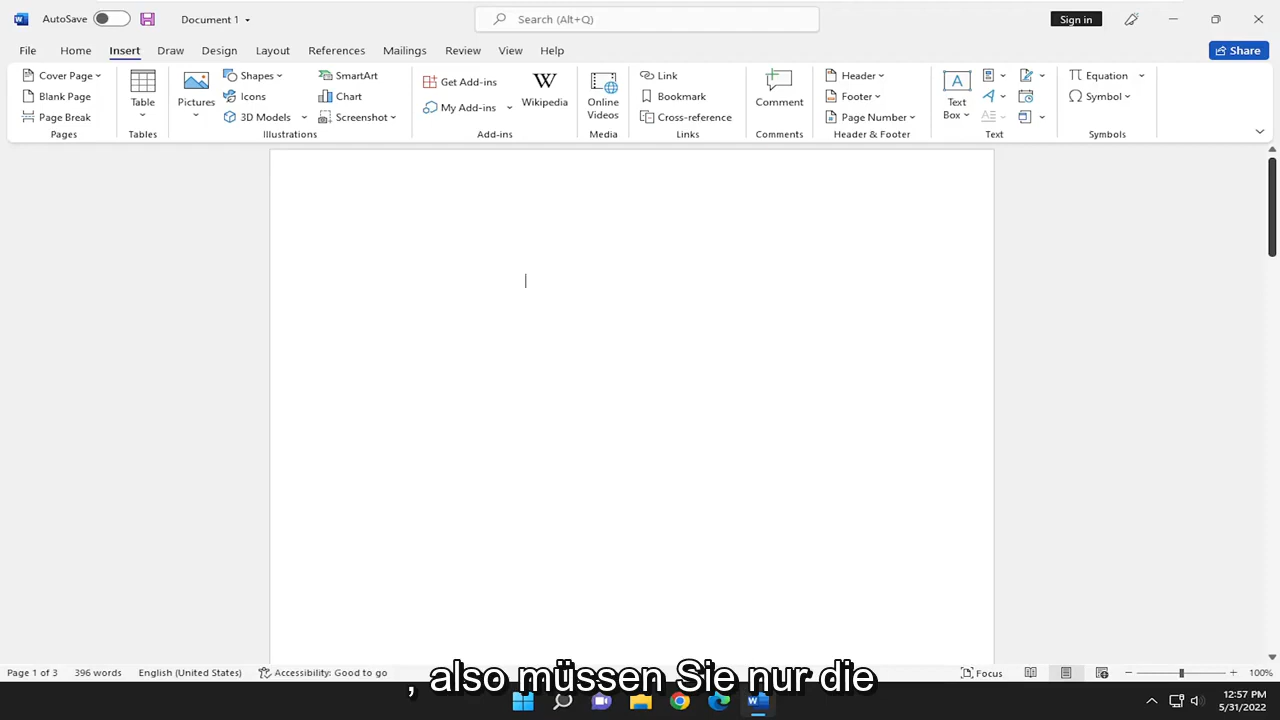 AutoSave
Document 1
Search (Alt+Q)
Sign in
File Home Insert Draw Design Layout References Mailings Review View Help
Share
Cover Page
Blank Page
Page Break
Pages
Table
Tables
Pictures
Shapes
Icons
3D Models
SmartArt
Chart
Screenshot
Illustrations
Get Add-ins
My Add-ins
W
Wikipedia
Add-ins
Online
Videos
Media
Link
Bookmark
Cross-reference
Links
Comment
Comments
Header
Footer
Page Number
Header & Footer
A
Text
Box
Text
Equation
Symbol
Symbols
Page 1 of 3 396 words English (United States) Accessibility: Good to go
Focus
100%
, also müssen Sie nur die
12:57 PM
5/31/2022